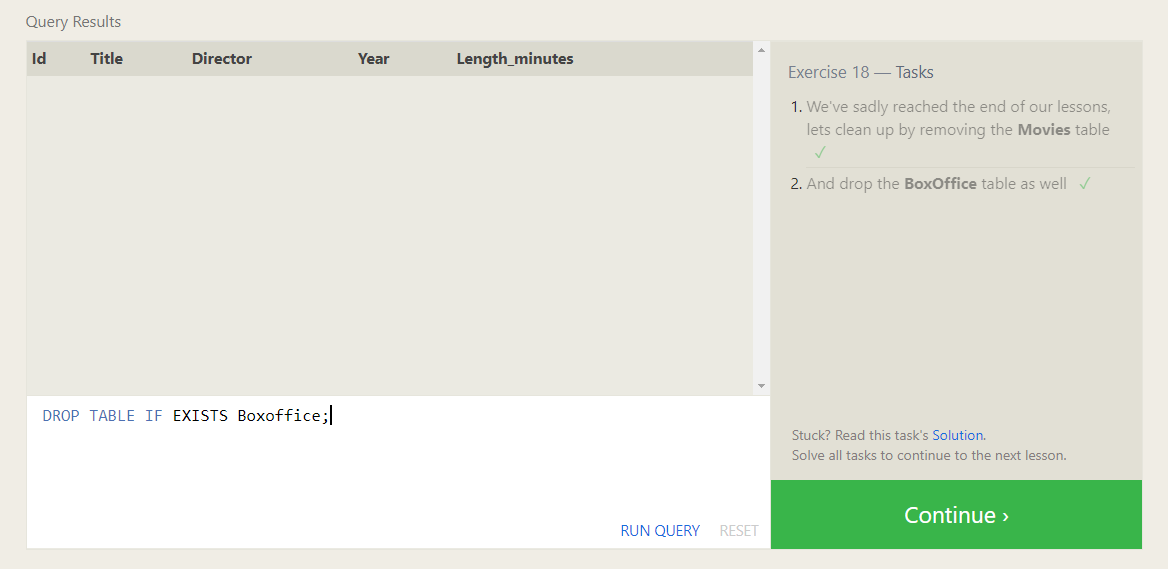 Query Results
Id Title Director Year Length_minutes
DROP TABLE IF EXISTS Boxoffice;
RUN QUERY RESET
Exercise 18 — Tasks
1. We've sadly reached the end of our lessons,
lets clean up by removing the Movies table
✓
2. And drop the BoxOffice table as well ✓
Stuck? Read this task's Solution.
Solve all tasks to continue to the next lesson.
Continue ›